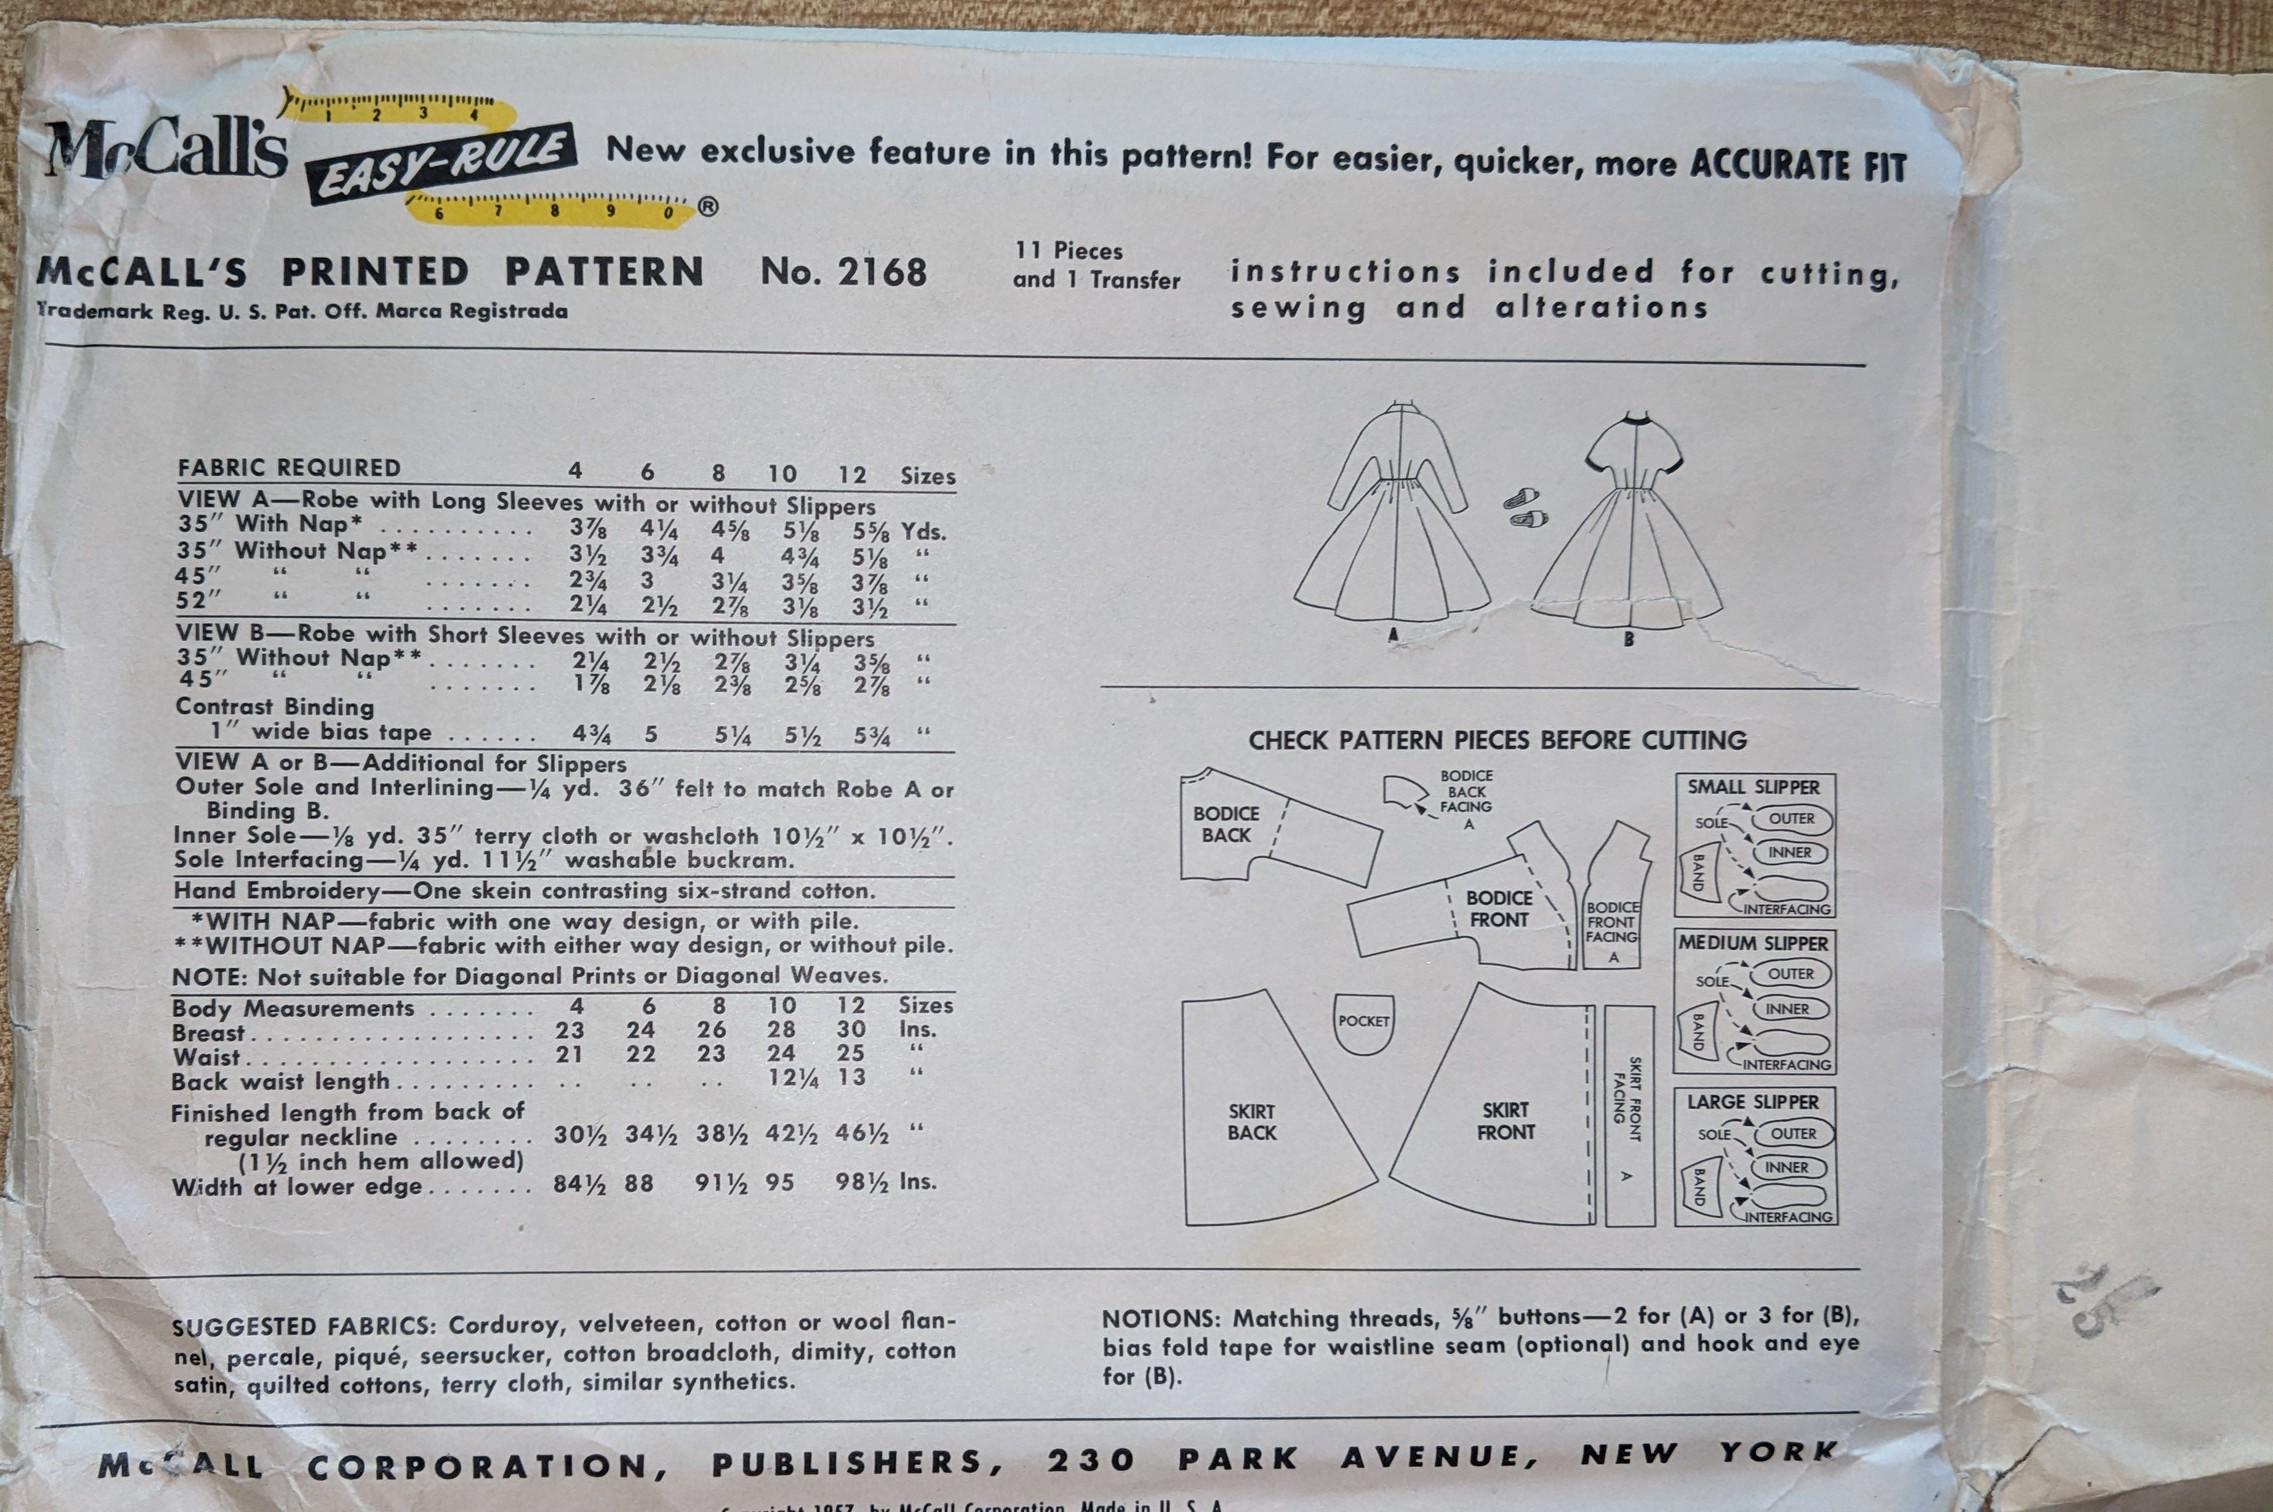 McCall's
1 2 3 4
EASY-RULE
6 7 8 9 0 ®
New exclusive feature in this pattern! For easier, quicker, more ACCURATE FIT
McCALL'S PRINTED PATTERN No. 2168
Trademark Reg. U. S. Pat. Off. Marca Registrada
11 Pieces
and 1 Transfer
instructions included for cutting,
sewing and alterations
FABRIC REQUIRED 4 6 8 10 12 Sizes
VIEW A—Robe with Long Sleeves with or without Slippers
35" With Nap* .......... 3⅞ 4¼ 4⅝ 5⅛ 5⅝ Yds.
35" Without Nap**....... 3½ 3¾ 4 4¾ 5⅛ "
45" " " ....... 2¾ 3 3¼ 3⅝ 3⅞ "
52" " " ....... 2¼ 2½ 2⅞ 3⅛ 3½ "
VIEW B—Robe with Short Sleeves with or without Slippers
35" Without Nap**....... 2¼ 2½ 2⅞ 3¼ 3⅝ "
45" " " ....... 1⅞ 2⅛ 2⅜ 2⅝ 2⅞ "
Contrast Binding
1" wide bias tape ...... 4¾ 5 5¼ 5½ 5¾ "
VIEW A or B—Additional for Slippers
Outer Sole and Interlining—¼ yd. 36" felt to match Robe A or
Binding B.
Inner Sole—⅛ yd. 35" terry cloth or washcloth 10½" x 10½".
Sole Interfacing—¼ yd. 11½" washable buckram.
Hand Embroidery—One skein contrasting six-strand cotton.
*WITH NAP—fabric with one way design, or with pile.
**WITHOUT NAP—fabric with either way design, or without pile.
NOTE: Not suitable for Diagonal Prints or Diagonal Weaves.
Body Measurements ....... 4 6 8 10 12 Sizes
Breast.................. 23 24 26 28 30 Ins.
Waist.................. 21 22 23 24 25 "
Back waist length......... .. .. .. 12¼ 13 "
Finished length from back of
regular neckline ........ 30½ 34½ 38½ 42½ 46½ "
(1½ inch hem allowed)
Width at lower edge....... 84½ 88 91½ 95 98½ Ins.
A
B
CHECK PATTERN PIECES BEFORE CUTTING
BODICE
BACK
BODICE
BACK
FACING
A
BODICE
FRONT
BODICE
FRONT
FACING
A
SKIRT
BACK
POCKET
SKIRT
FRONT
SKIRT FRONT
FACING
A
SMALL SLIPPER
SOLE
OUTER
INNER
BAND
INTERFACING
MEDIUM SLIPPER
SOLE
OUTER
INNER
BAND
INTERFACING
LARGE SLIPPER
SOLE
OUTER
INNER
BAND
INTERFACING
SUGGESTED FABRICS: Corduroy, velveteen, cotton or wool flan-
nel, percale, piqué, seersucker, cotton broadcloth, dimity, cotton
satin, quilted cottons, terry cloth, similar synthetics.
NOTIONS: Matching threads, ⅝" buttons—2 for (A) or 3 for (B),
bias fold tape for waistline seam (optional) and hook and eye
for (B).
McCALL CORPORATION, PUBLISHERS, 230 PARK AVENUE, NEW YORK
Copyright 1957, by McCall Corporation, Made in U. S. A.